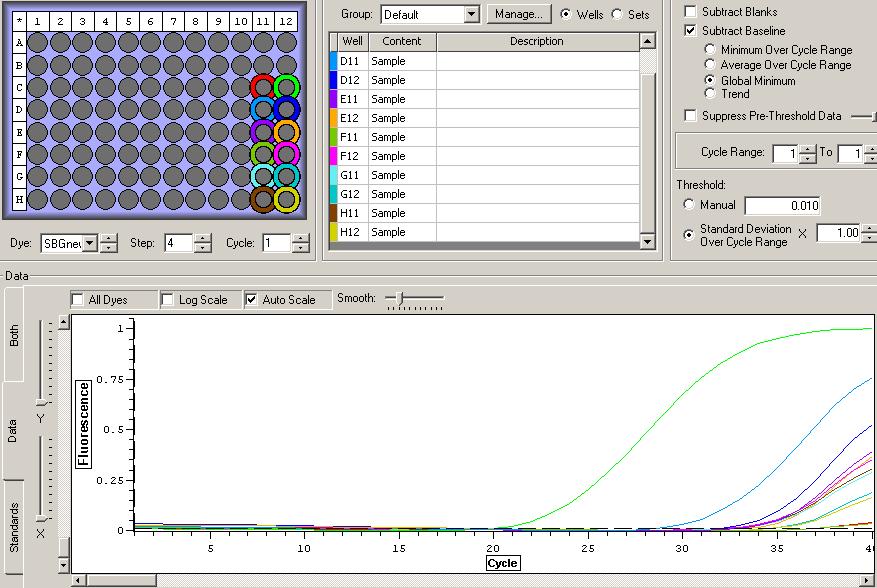 Group: Default Manage... Wells Sets
* 1 2 3 4 5 6 7 8 9 10 11 12
A
B
C
D
E
F
G
H
Dye: SBGneu Step: 4 Cycle: 1
Well Content Description
D11 Sample
D12 Sample
E11 Sample
E12 Sample
F11 Sample
F12 Sample
G11 Sample
G12 Sample
H11 Sample
H12 Sample
Subtract Blanks
Subtract Baseline
Minimum Over Cycle Range
Average Over Cycle Range
Global Minimum
Trend
Suppress Pre-Threshold Data
Cycle Range: 1 To 1
Threshold:
Manual 0.010
Standard Deviation
Over Cycle Range X 1.00
Data
Both
Data
Standards
Y
X
All Dyes Log Scale Auto Scale Smooth:
Fluorescence
1
0.75
0.5
0.25
0
5 10 15 20 25 30 35 40
Cycle